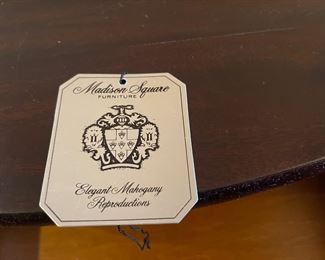 Madison Square
FURNITURE
Elegant Mahogany
Reproductions